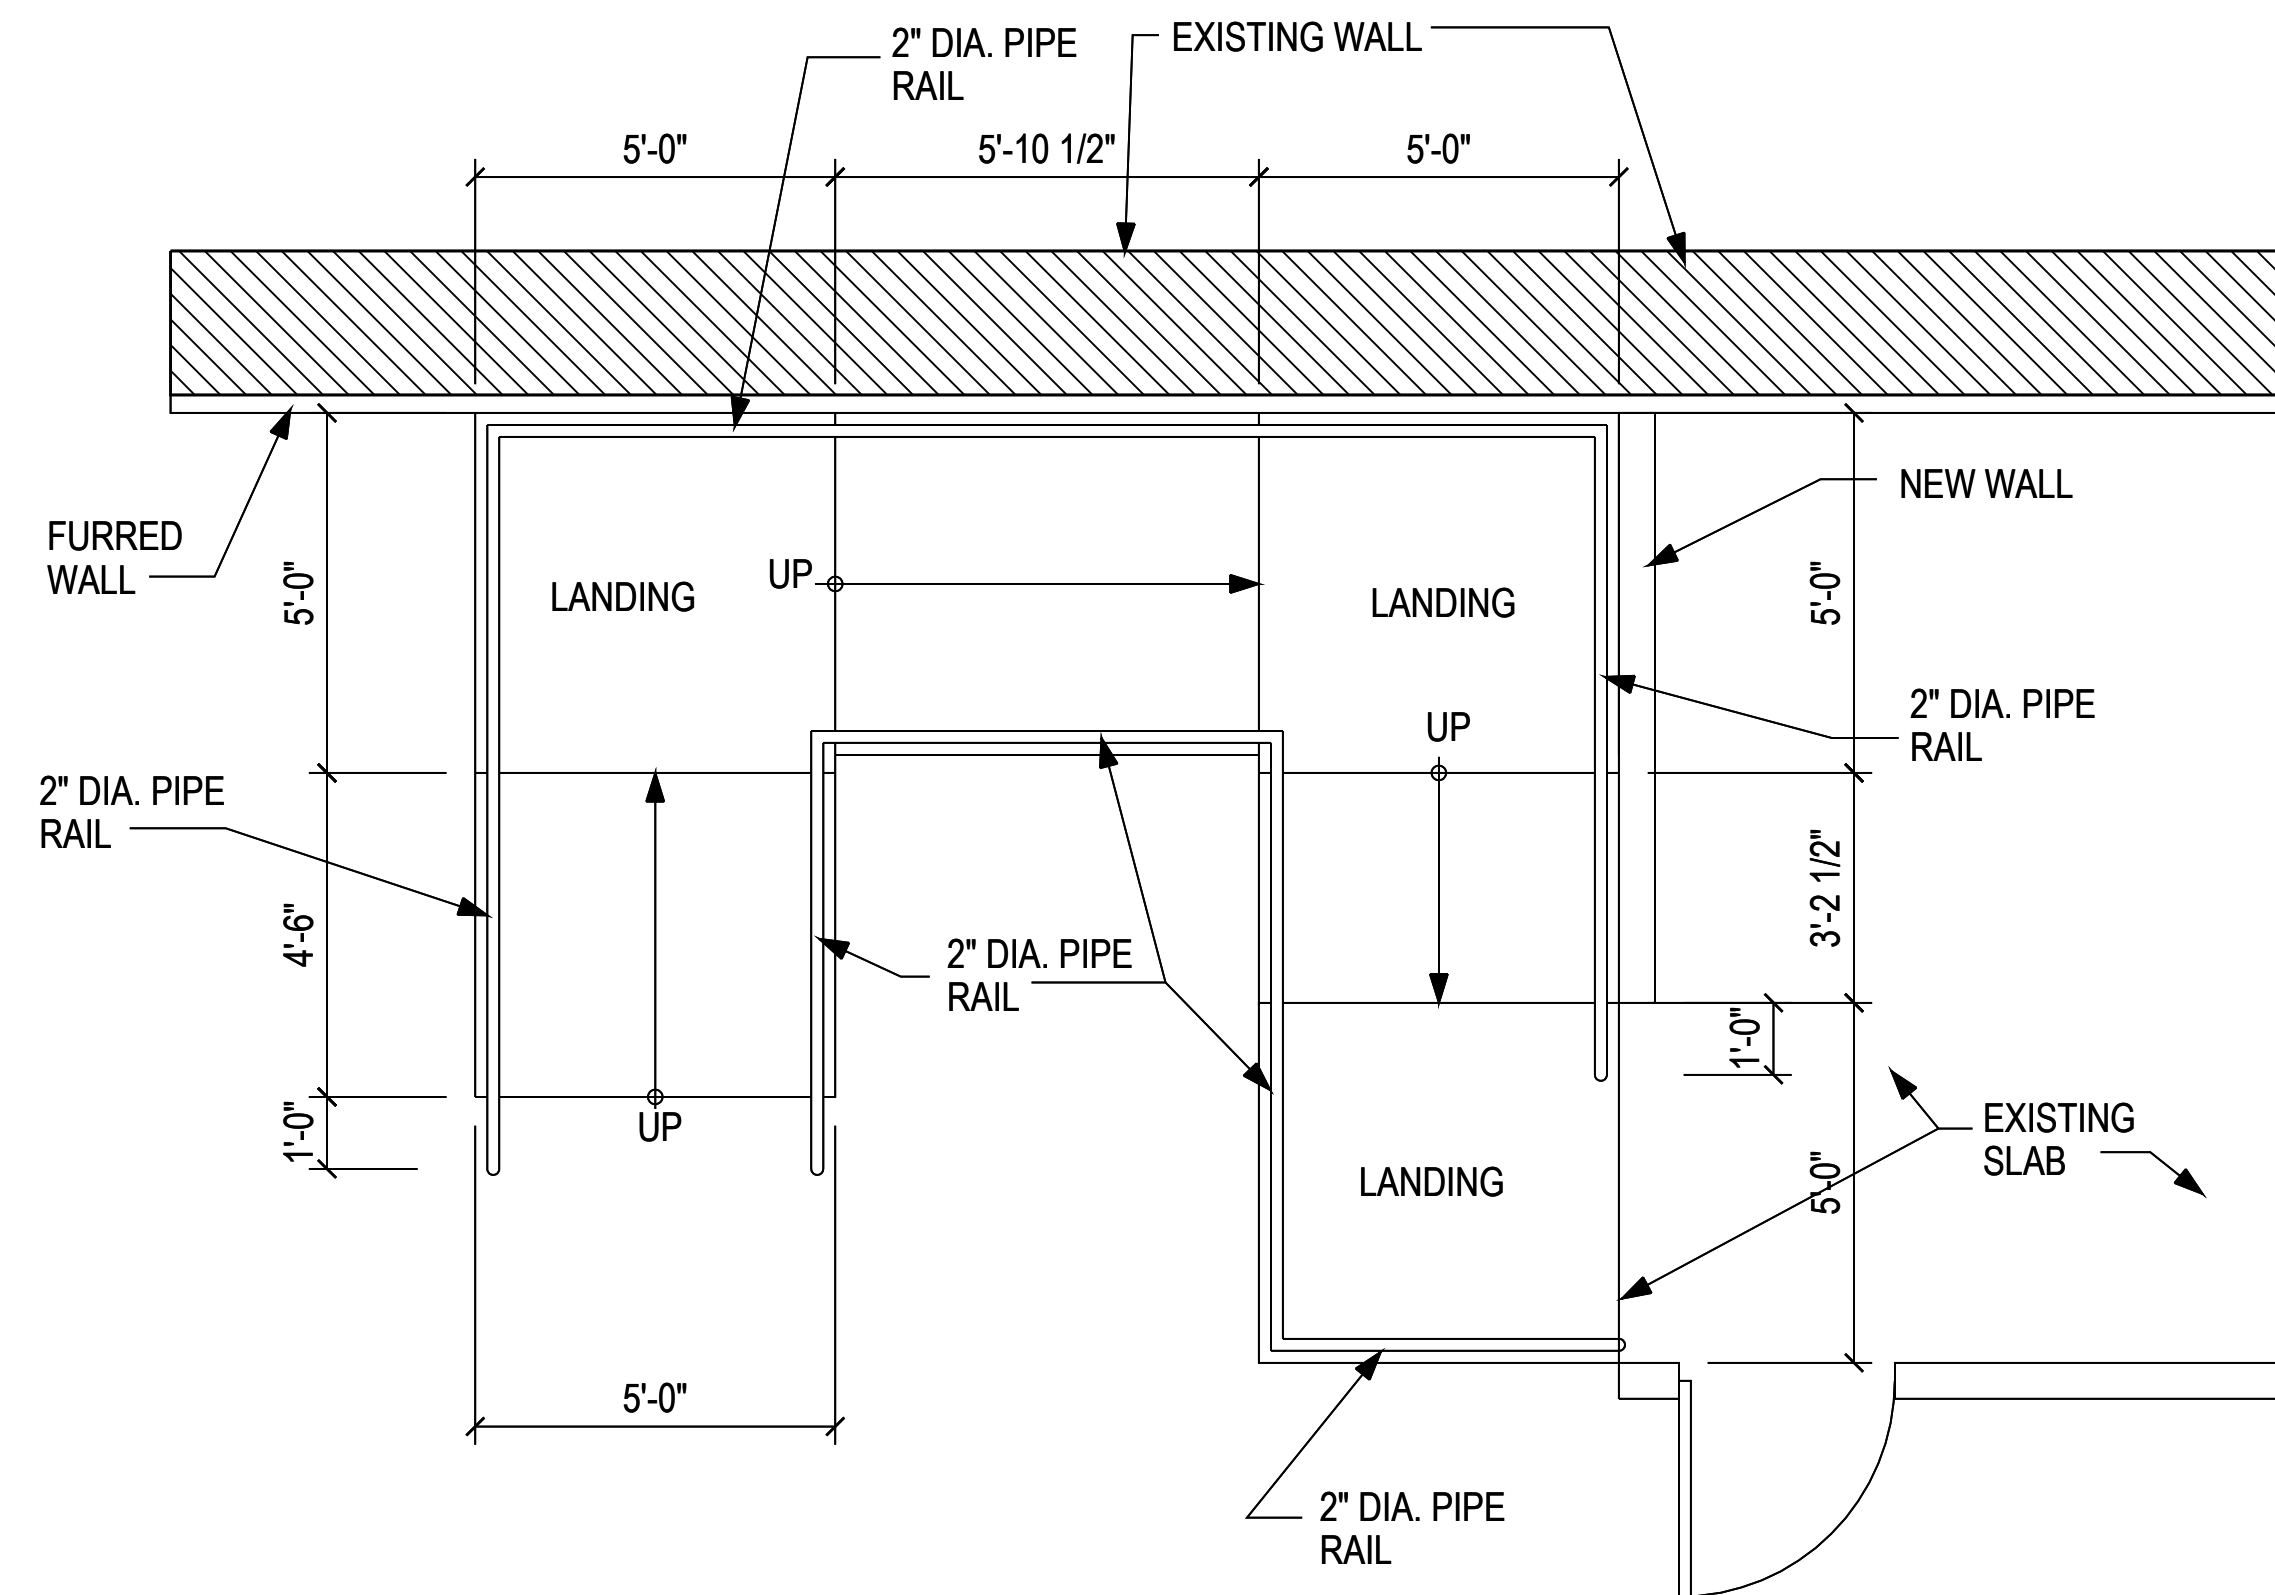 2" DIA. PIPE
RAIL
EXISTING WALL
5'-0"
5'-10 1/2"
5'-0"
FURRED
WALL
5'-0"
LANDING
UP
LANDING
NEW WALL
5'-0"
2" DIA. PIPE
RAIL
UP
2" DIA. PIPE
RAIL
4'-6"
2" DIA. PIPE
RAIL
3'-2 1/2"
1'-0"
1'-0"
UP
LANDING
EXISTING
SLAB
5'-0"
5'-0"
2" DIA. PIPE
RAIL